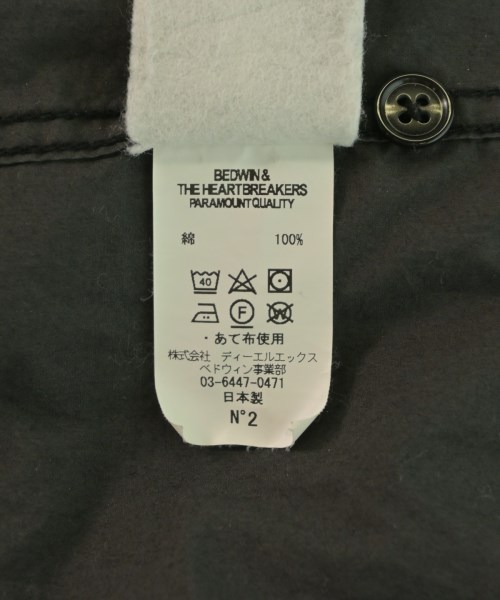 BEDWIN &
THE HEARTBREAKERS
PARAMOUNT QUALITY
綿 100%
40
F W
・あて布使用
株式会社 ディーエルエックス
ベドウィン事業部
03-6447-0471
日本製
N°2